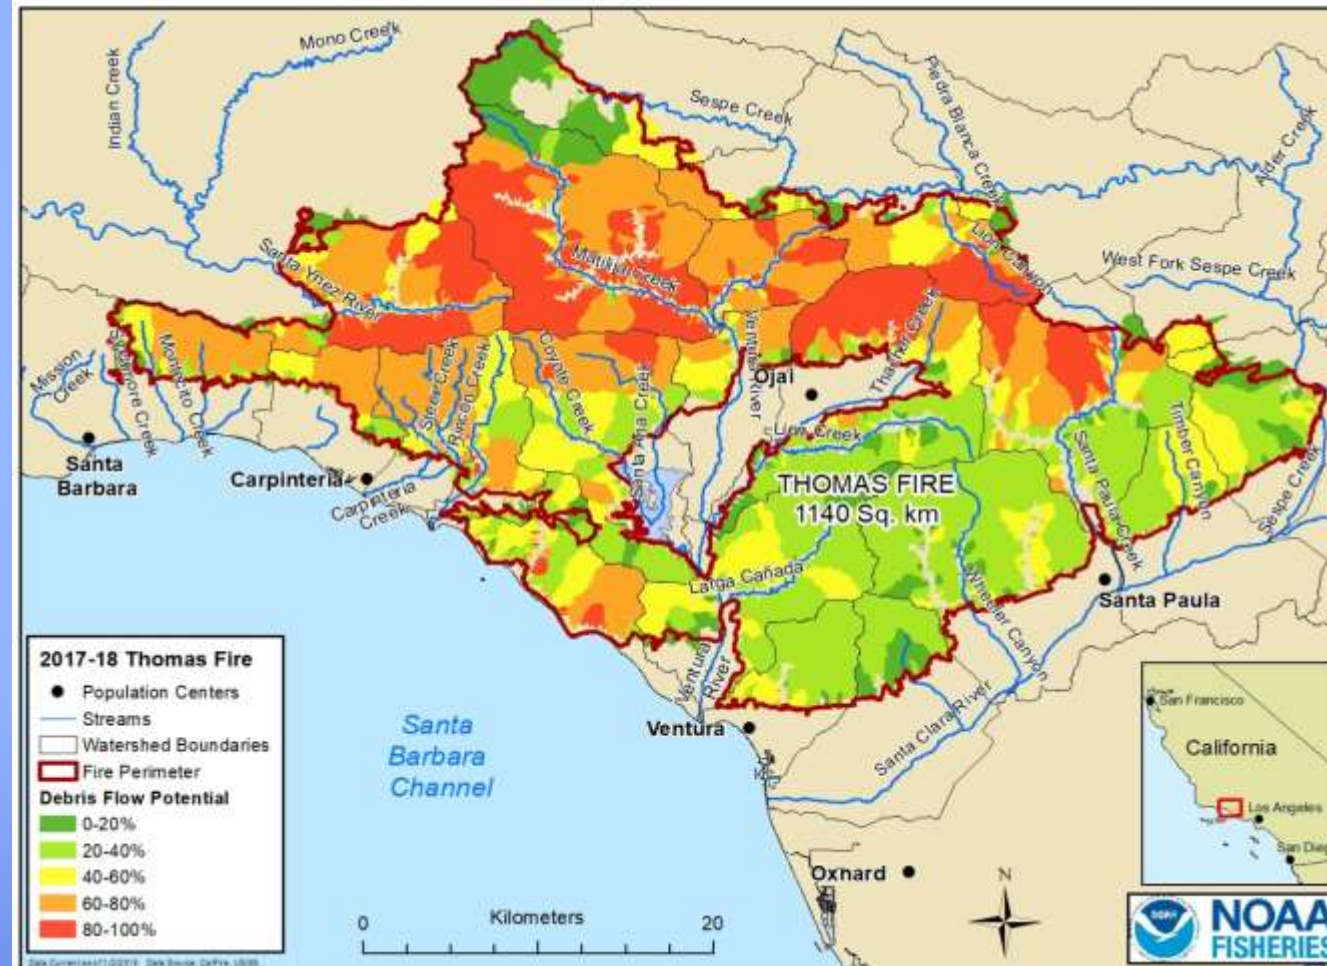 Mono Creek
Indian Creek
Sespe Creek
Piedra Blanca Creek
Alder Creek
West Fork Sespe Creek
Lion Canyon
Matilija Creek
Santa Ynez River
Ventura River
Ojai
Thacher Creek
Lion Creek
Coyote Creek
Santa Ana Creek
Rincon Creek
Mission
Creek
Sycamore Creek
Montecito Creek
Santa
Barbara
Carpinteria
Carpinteria
Creek
THOMAS FIRE
1140 Sq. km
Timber Canyon
Santa Paula Creek
Sespe Creek
Larga Cañada
Wheeler Canyon
Santa Paula
Ventura
River
Santa Clara River
Ventura
Santa
Barbara
Channel
Oxnard
2017-18 Thomas Fire
Population Centers
Streams
Watershed Boundaries
Fire Perimeter
Debris Flow Potential
0-20%
20-40%
40-60%
60-80%
80-100%
0 Kilometers 20
N
San Francisco
California
Los Angeles
San Dieg
NOAA
FISHERIES